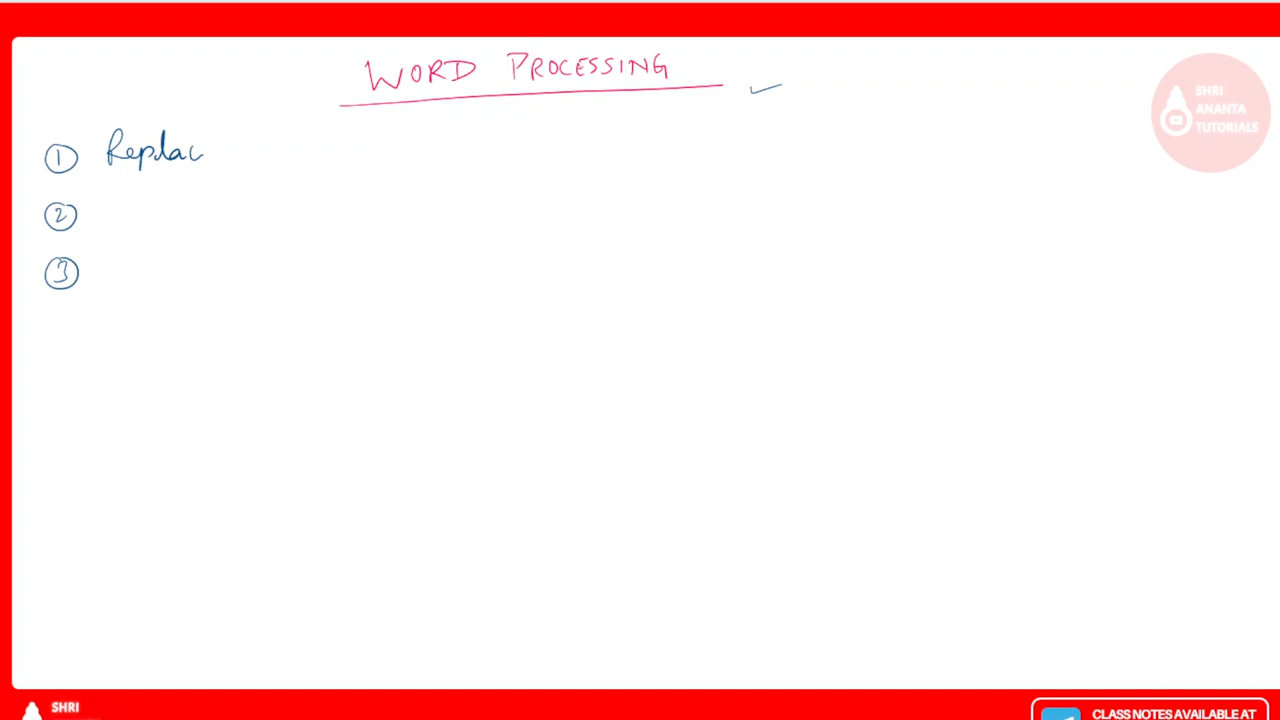 WORD PROCESSING
SHRI
ANANTA
TUTORIALS
① Replac
②
③
SHRI
CLASS NOTES AVAILABLE AT